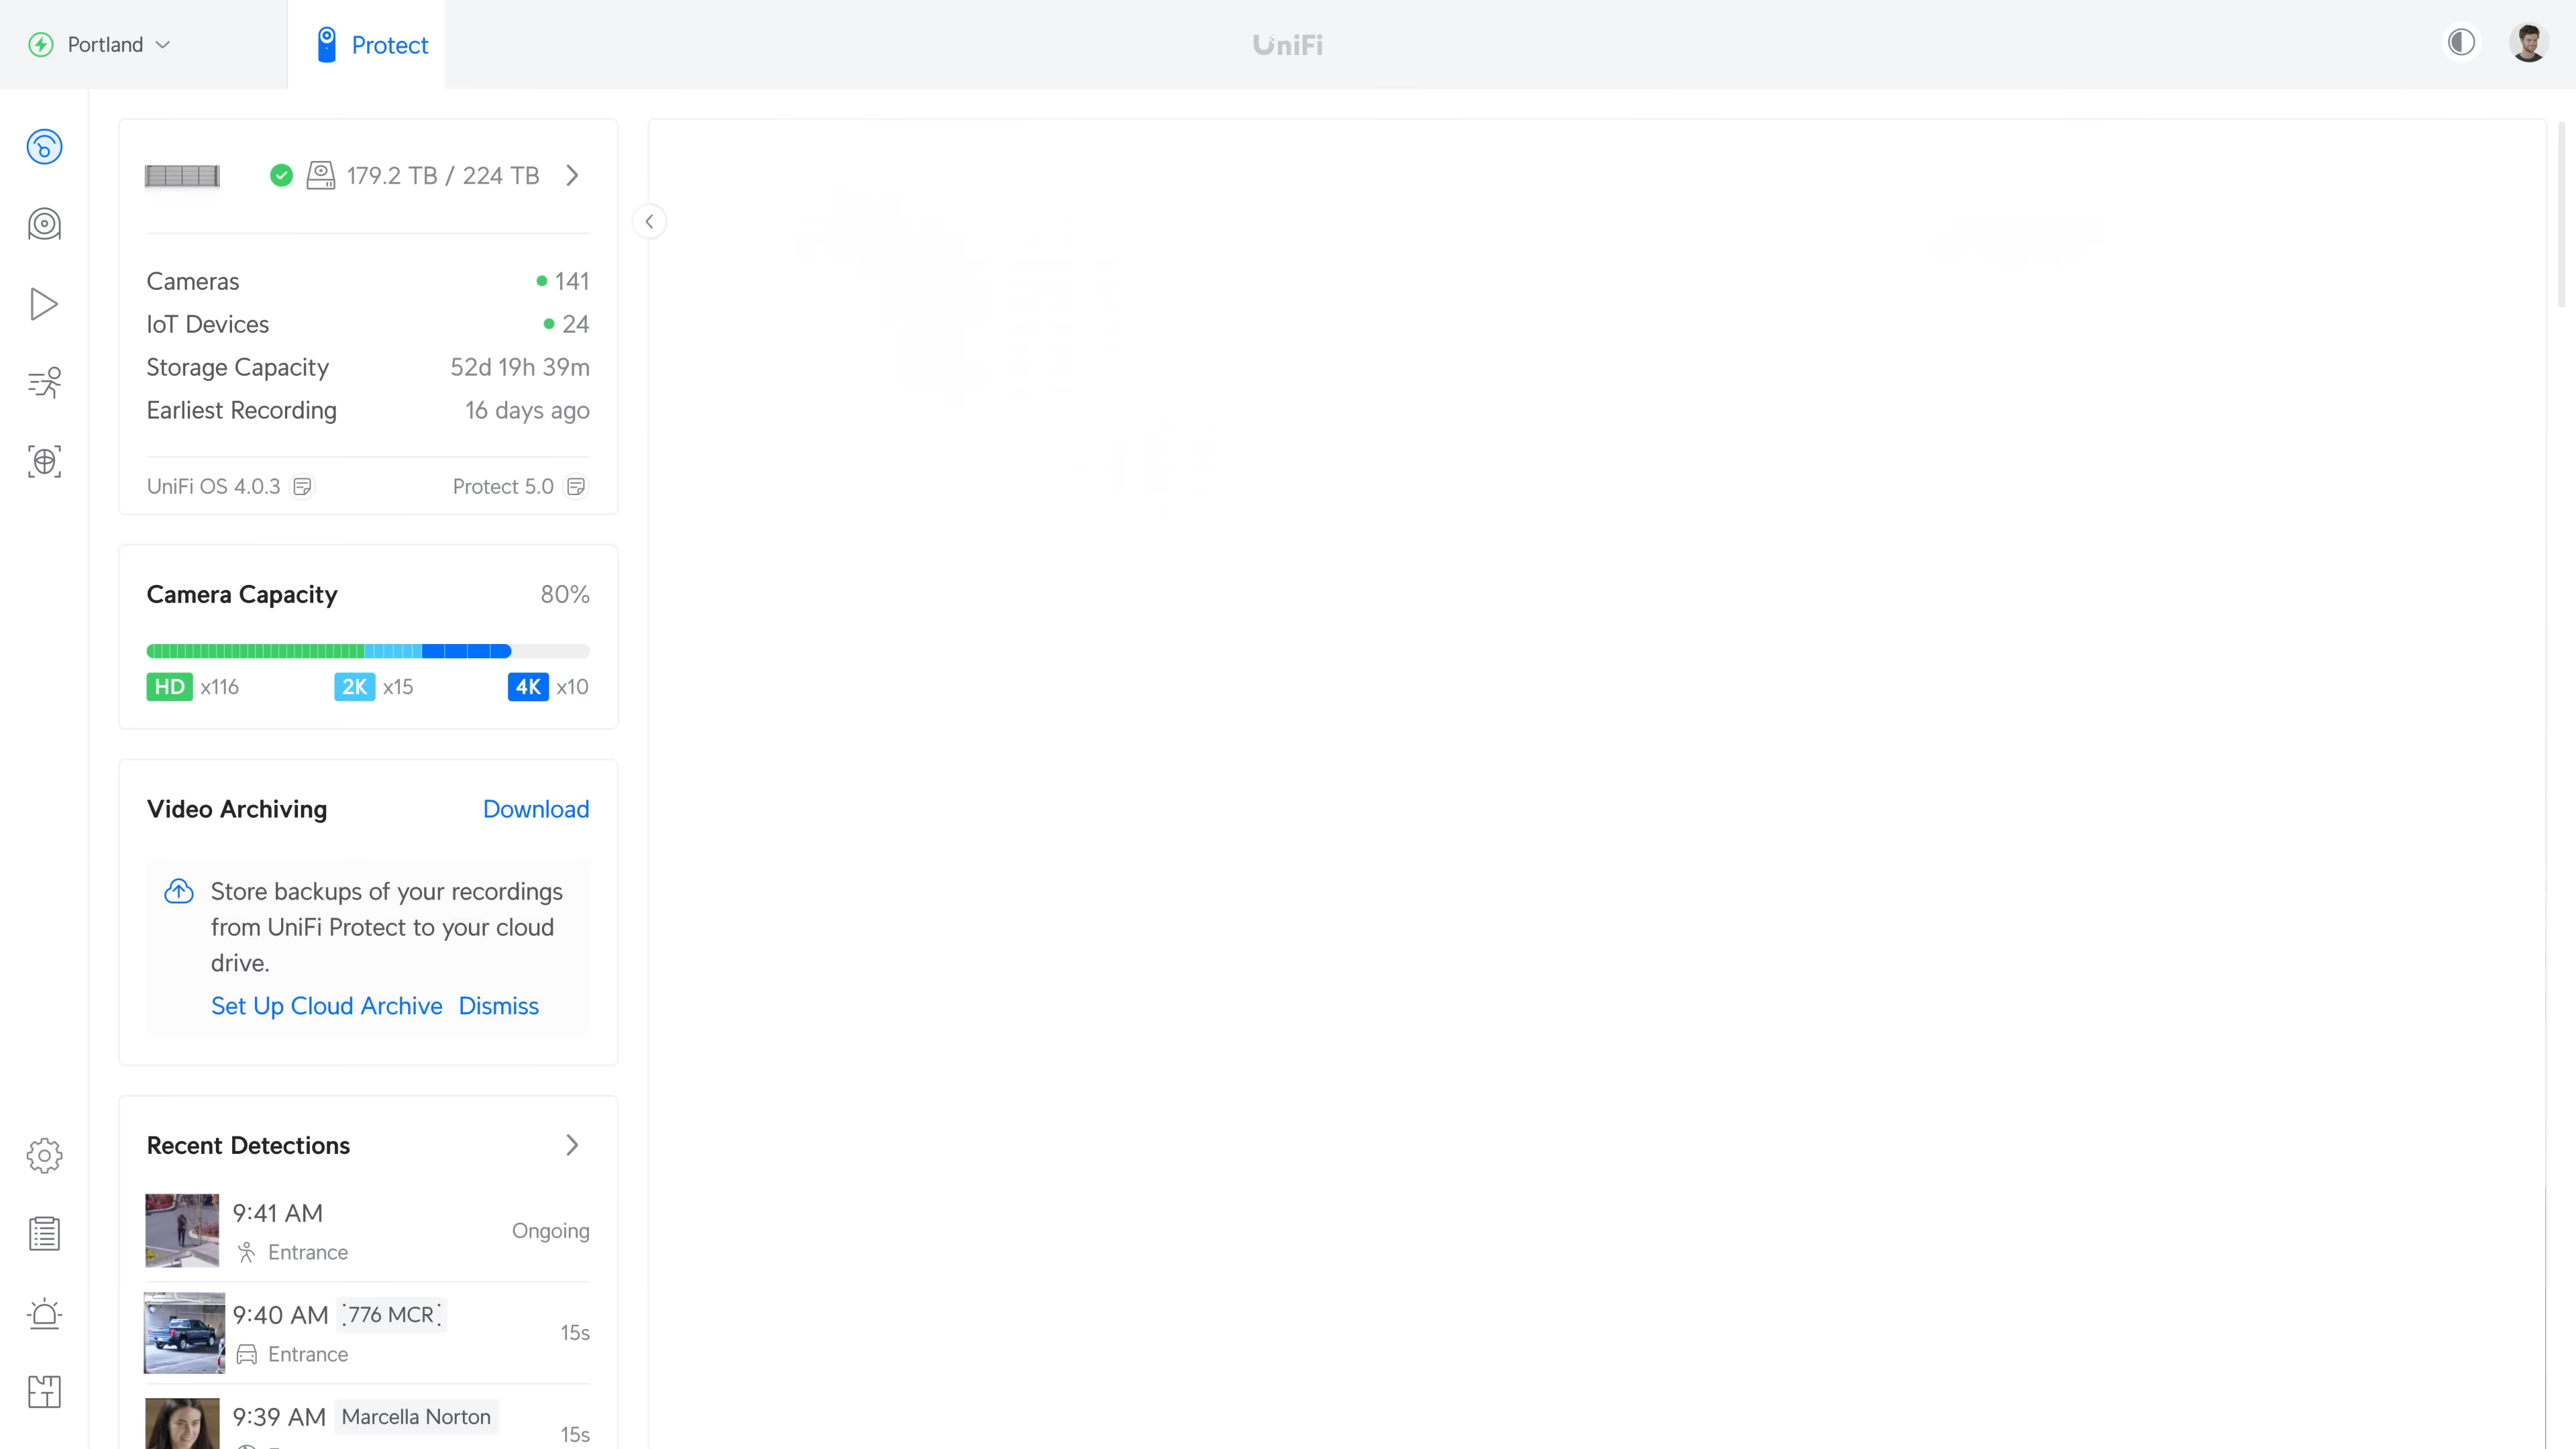 Portland
Protect
UniFi
179.2 TB / 224 TB
Cameras 141
IoT Devices 24
Storage Capacity 52d 19h 39m
Earliest Recording 16 days ago
UniFi OS 4.0.3 Protect 5.0
Camera Capacity 80%
HD x116 2K x15 4K x10
Video Archiving Download
Store backups of your recordings
from UniFi Protect to your cloud
drive.
Set Up Cloud Archive Dismiss
Recent Detections
9:41 AM
Ongoing
Entrance
9:40 AM 776 MCR
15s
Entrance
9:39 AM Marcella Norton
15s